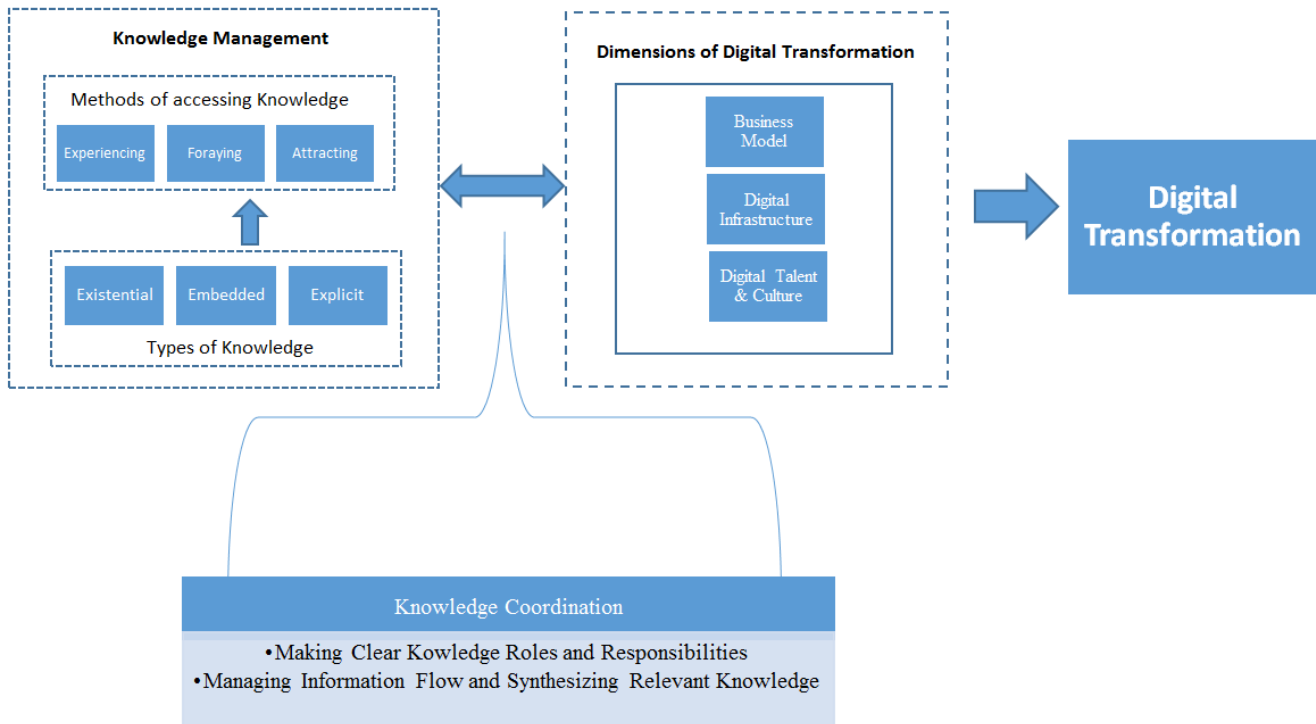 Knowledge Management
Methods of accessing Knowledge
Experiencing
Foraying
Attracting
Existential
Embedded
Explicit
Types of Knowledge
Dimensions of Digital Transformation
Business
Model
Digital
Infrastructure
Digital Talent
& Culture
Digital
Transformation
Knowledge Coordination
•Making Clear Kowledge Roles and Responsibilities
•Managing Information Flow and Synthesizing Relevant Knowledge